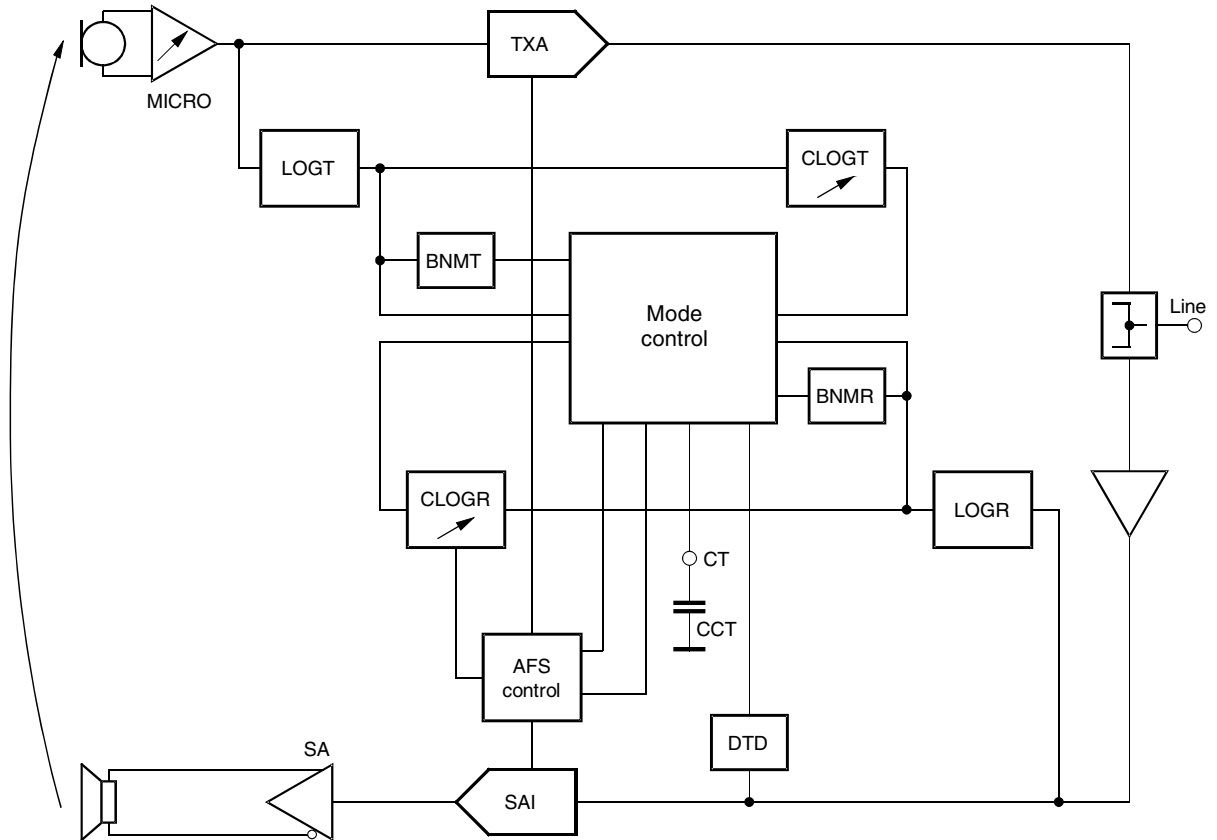 TXA
MICRO
LOGT
CLOGT
BNMT
Mode
control
Line
BNMR
CLOGR
LOGR
CT
CCT
AFS
control
DTD
SA
SAI